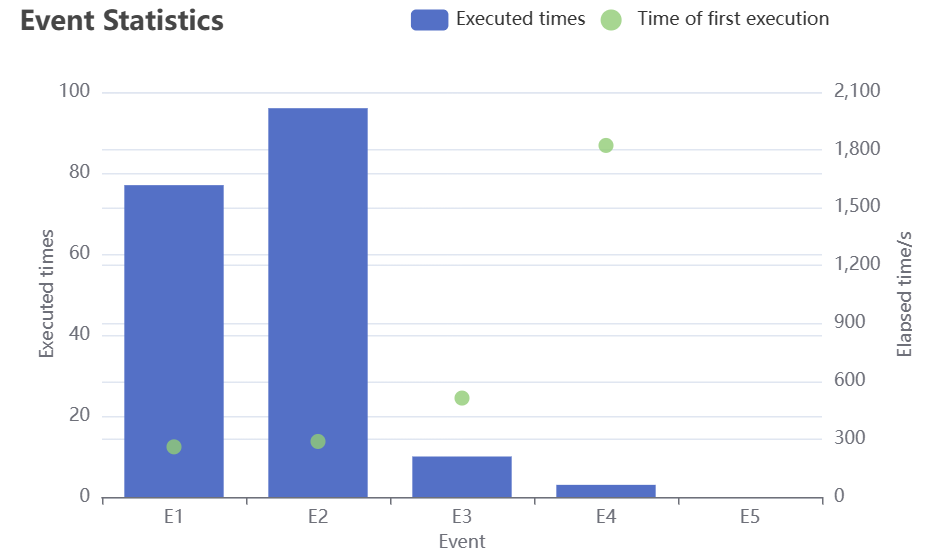 Event Statistics
Executed times
Time of first execution
100
80
60
40
20
0
Executed times
2,100
1,800
1,500
1,200
900
600
300
0
Elapsed time/s
E1 E2 E3 E4 E5
Event